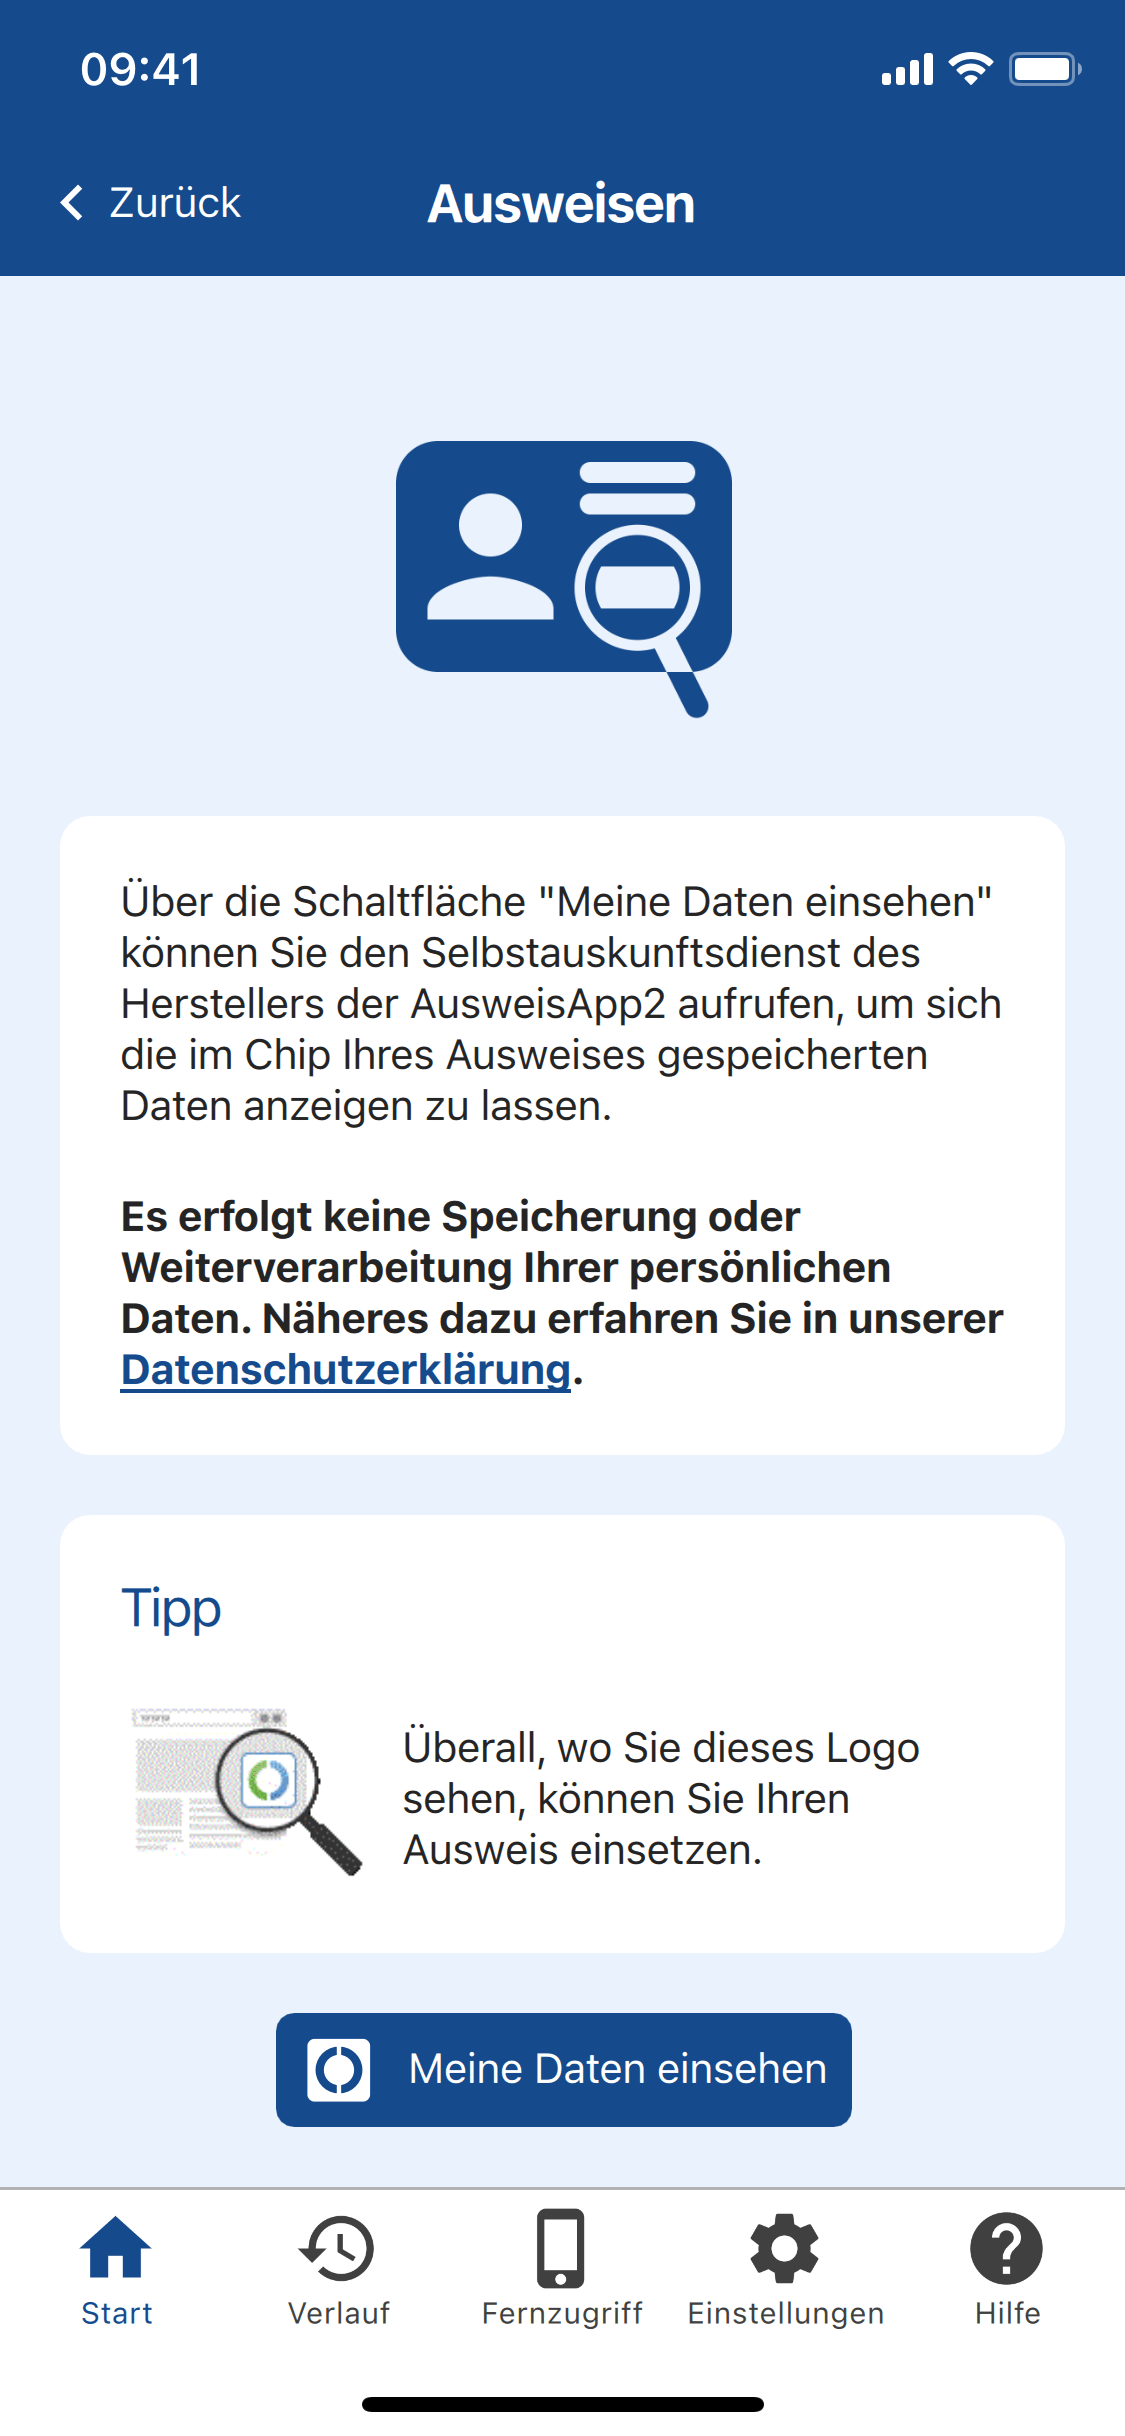 09:41
Zurück
Ausweisen
Über die Schaltfläche "Meine Daten einsehen"
können Sie den Selbstauskunftsdienst des
Herstellers der AusweisApp2 aufrufen, um sich
die im Chip Ihres Ausweises gespeicherten
Daten anzeigen zu lassen.
Es erfolgt keine Speicherung oder
Weiterverarbeitung Ihrer persönlichen
Daten. Näheres dazu erfahren Sie in unserer
Datenschutzerklärung.
Tipp
www
Überall, wo Sie dieses Logo
sehen, können Sie Ihren
Ausweis einsetzen.
Meine Daten einsehen
Start
Verlauf
Fernzugriff
Einstellungen
Hilfe